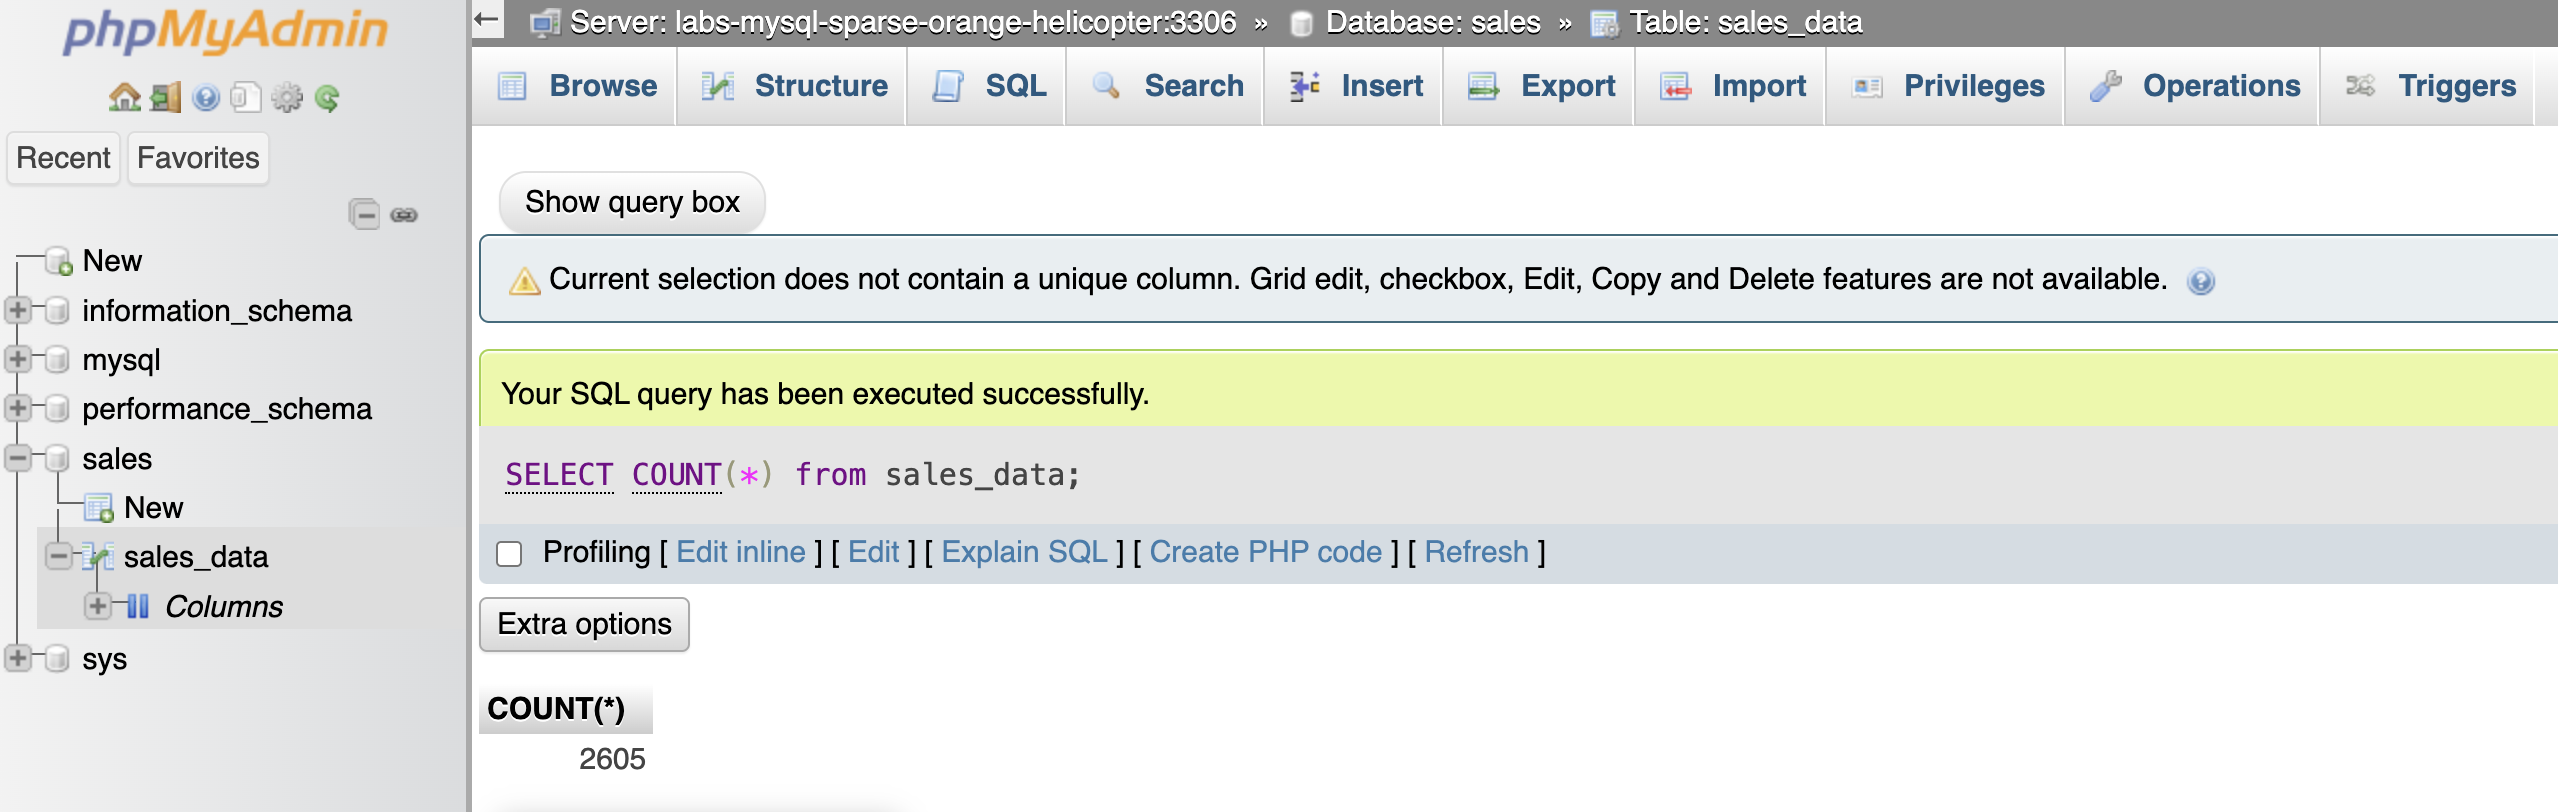 phpMyAdmin
Recent Favorites
New
information_schema
mysql
performance_schema
sales
New
sales_data
Columns
sys
Server: labs-mysql-sparse-orange-helicopter:3306 » Database: sales » Table: sales_data
Browse Structure SQL Search Insert Export Import Privileges Operations Triggers
Show query box
Current selection does not contain a unique column. Grid edit, checkbox, Edit, Copy and Delete features are not available.
Your SQL query has been executed successfully.
SELECT COUNT(*) from sales_data;
Profiling [ Edit inline ] [ Edit ] [ Explain SQL ] [ Create PHP code ] [ Refresh ]
Extra options
COUNT(*)
2605